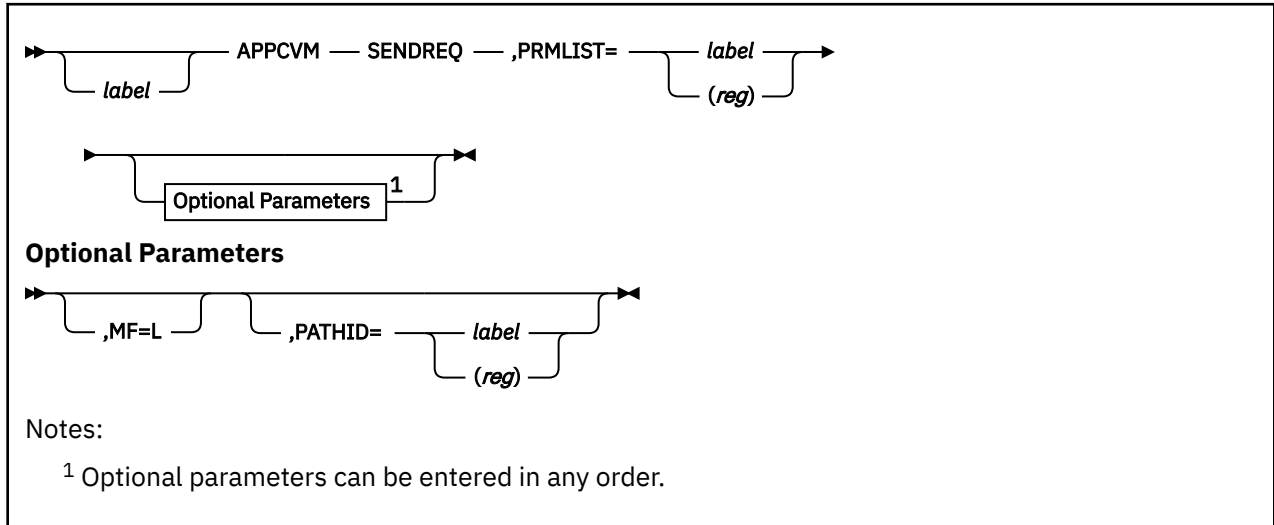 APPCVM SENDREQ ,PRMLIST= label
label (reg)
Optional Parameters 1
Optional Parameters
,MF=L ,PATHID= label
(reg)
Notes:
1 Optional parameters can be entered in any order.